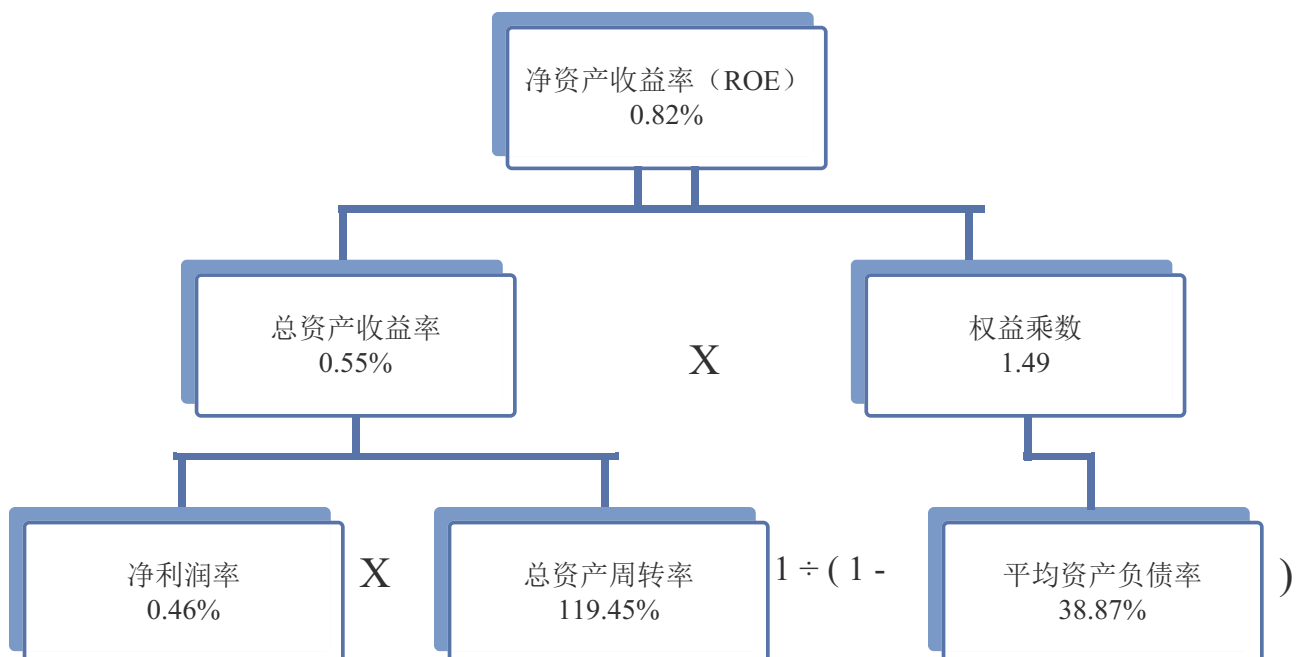 净资产收益率（ROE）
0.82%
总资产收益率
0.55%
X
权益乘数
1.49
净利润率
0.46%
X
总资产周转率
119.45%
1 ÷ ( 1 -
平均资产负债率
38.87%
)